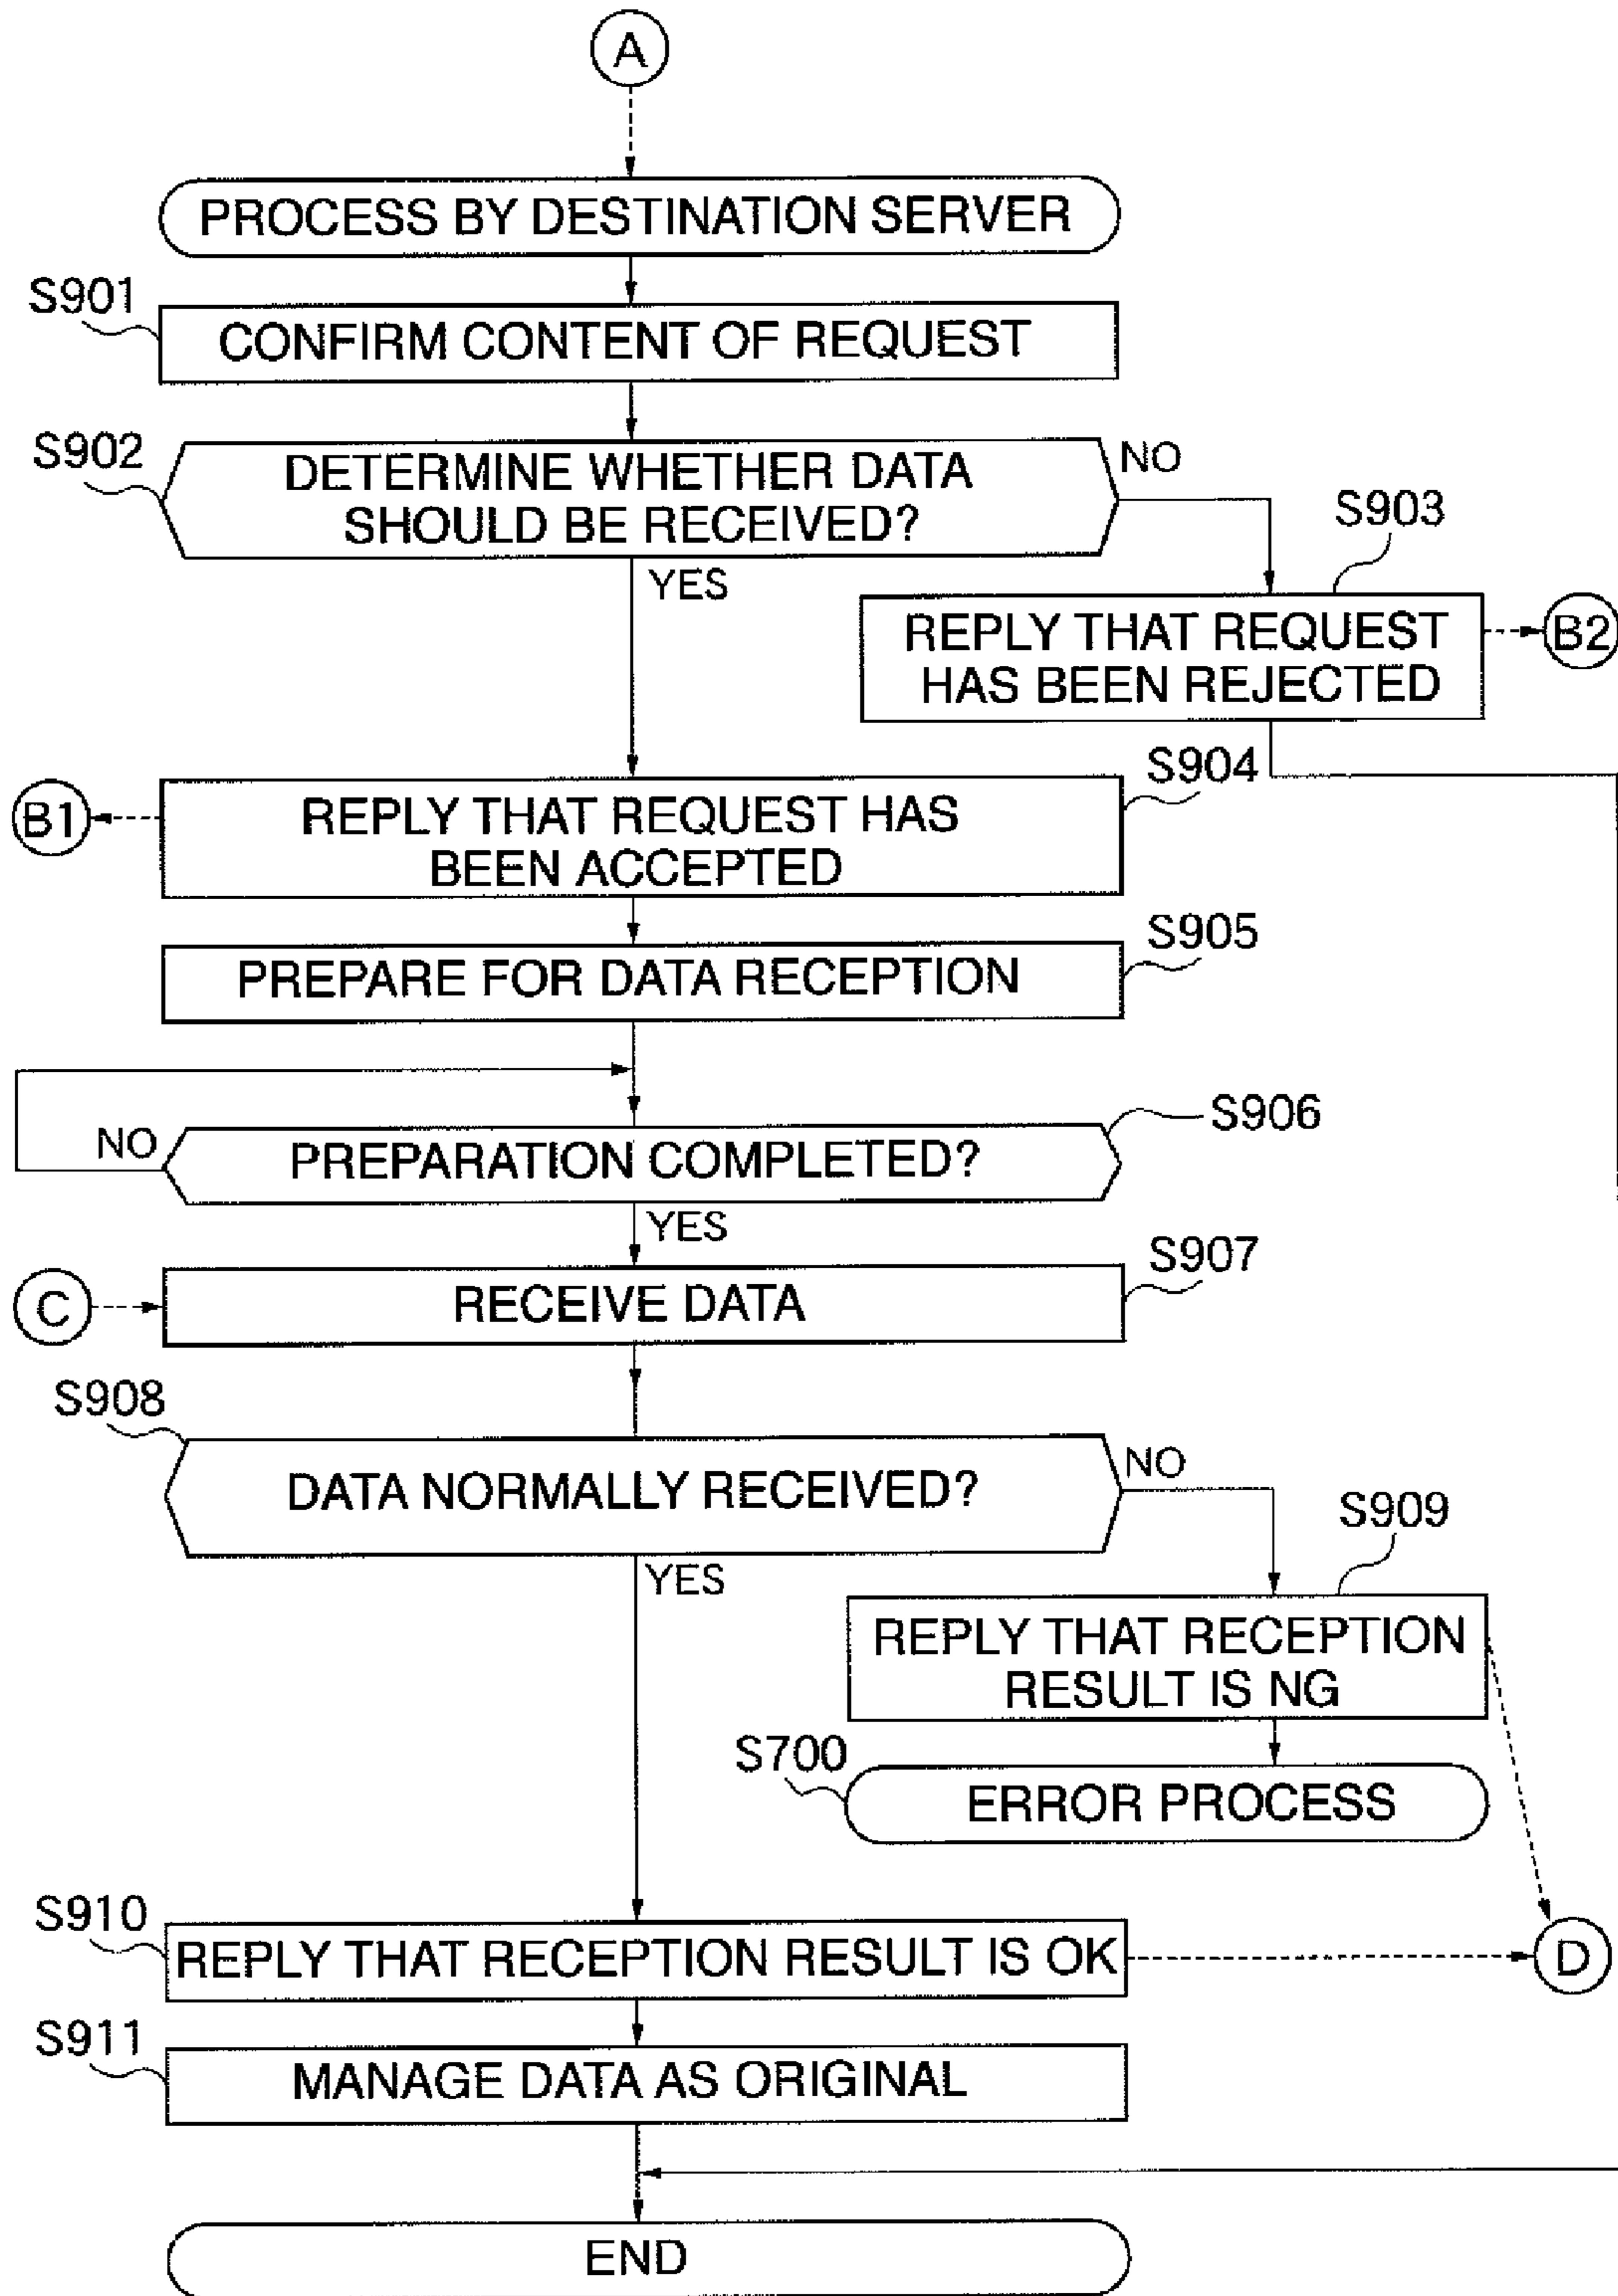 A
PROCESS BY DESTINATION SERVER
S901
CONFIRM CONTENT OF REQUEST
S902
DETERMINE WHETHER DATA
SHOULD BE RECEIVED?
NO
YES
S903
REPLY THAT REQUEST
HAS BEEN REJECTED
B2
S904
B1
REPLY THAT REQUEST HAS
BEEN ACCEPTED
S905
PREPARE FOR DATA RECEPTION
S906
NO
PREPARATION COMPLETED?
YES
S907
C
RECEIVE DATA
S908
DATA NORMALLY RECEIVED?
NO
YES
S909
REPLY THAT RECEPTION
RESULT IS NG
S700
ERROR PROCESS
S910
REPLY THAT RECEPTION RESULT IS OK
D
S911
MANAGE DATA AS ORIGINAL
END